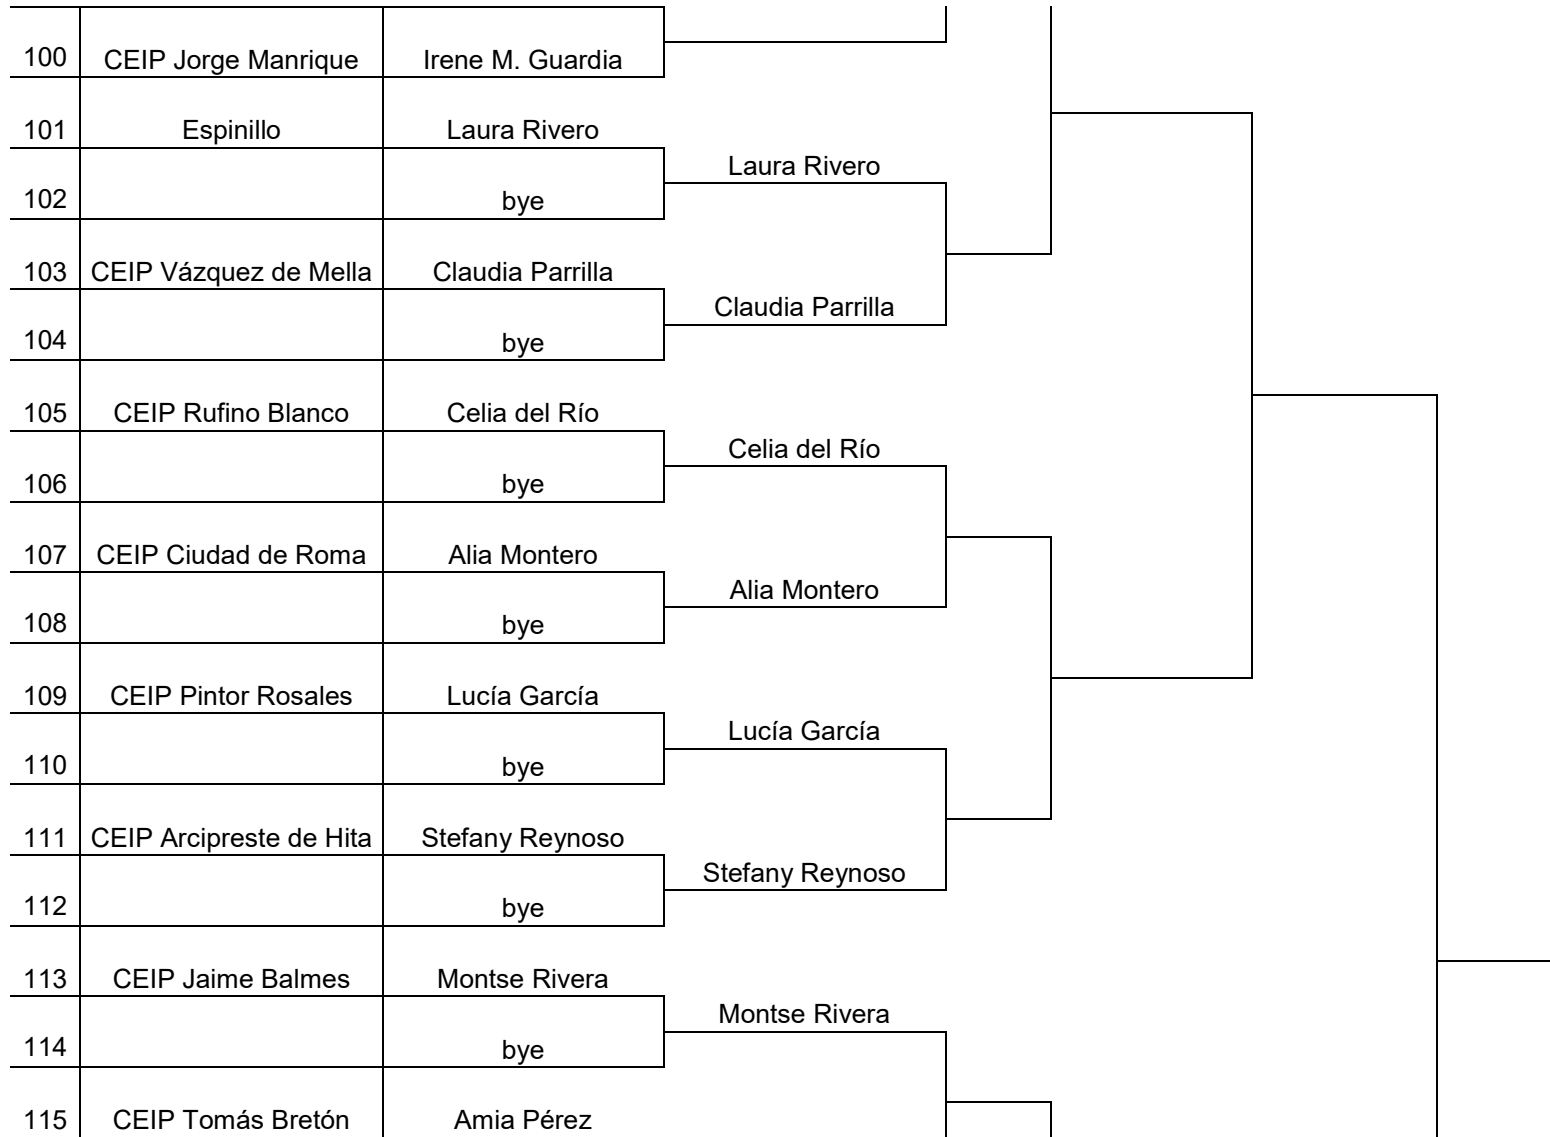 100 CEIP Jorge Manrique Irene M. Guardia
101 Espinillo Laura Rivero
Laura Rivero
102 bye
103 CEIP Vázquez de Mella Claudia Parrilla
Claudia Parrilla
104 bye
105 CEIP Rufino Blanco Celia del Río
Celia del Río
106 bye
107 CEIP Ciudad de Roma Alia Montero
Alia Montero
108 bye
109 CEIP Pintor Rosales Lucía García
Lucía García
110 bye
111 CEIP Arcipreste de Hita Stefany Reynoso
Stefany Reynoso
112 bye
113 CEIP Jaime Balmes Montse Rivera
Montse Rivera
114 bye
115 CEIP Tomás Bretón Amia Pérez